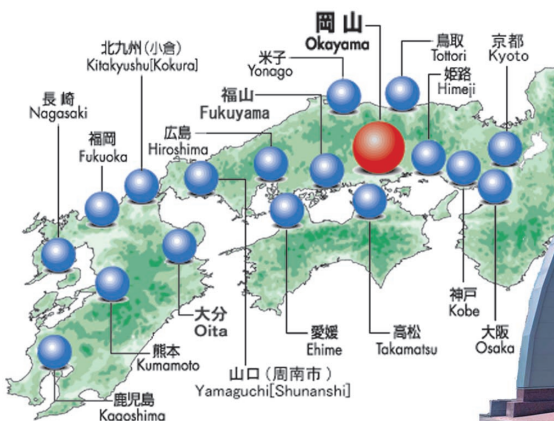 岡山
Okayama
鳥取
Tottori
京都
Kyoto
北九州(小倉)
Kitakyushu[Kokura]
米子
Yonago
姫路
Himeji
長崎
Nagasaki
福山
Fukuyama
福岡
Fukuoka
広島
Hiroshima
神戸
Kobe
大分
Oita
愛媛
Ehime
高松
Takamatsu
大阪
Osaka
熊本
Kumamoto
山口(周南市)
Yamaguchi[Shunanshi]
鹿児島
Kagoshima